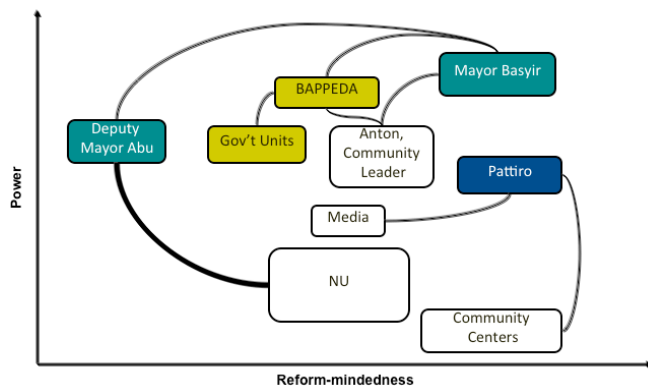 Mayor Basyir
BAPPEDA
Deputy
Mayor Abu
Gov't Units
Anton,
Community
Leader
Pattiro
Media
NU
Community
Centers
Power
Reform-mindedness